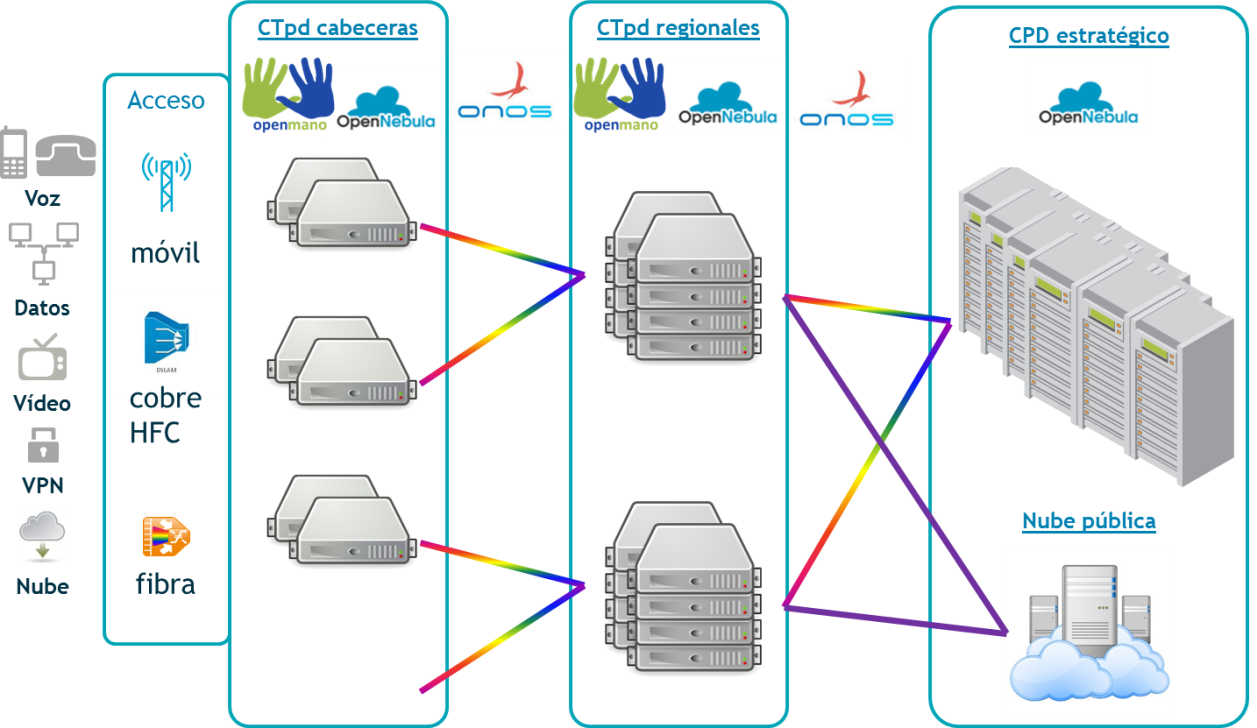 Voz
Datos
Vídeo
VPN
Nube
Acceso
móvil
DSLAM
cobre
HFC
fibra
CTpd cabeceras
openmano
OpenNebula
onos
CTpd regionales
openmano
OpenNebula
onos
CPD estratégico
OpenNebula
Nube pública